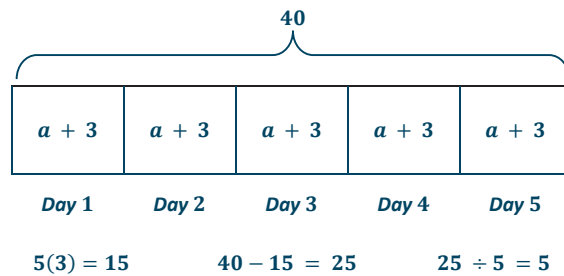 40
a + 3 a + 3 a + 3 a + 3 a + 3
Day 1 Day 2 Day 3 Day 4 Day 5
5(3) = 15 40 − 15 = 25 25 ÷ 5 = 5